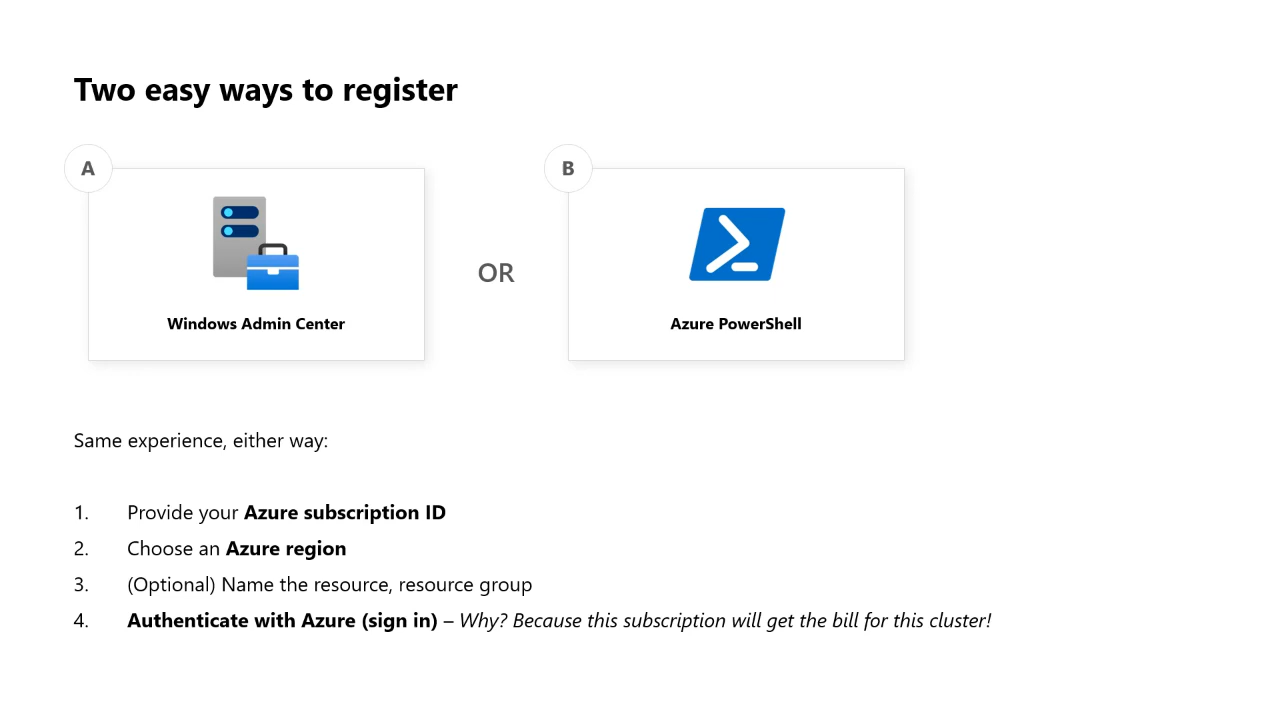 Two easy ways to register
A
B
OR
Windows Admin Center
Azure PowerShell
Same experience, either way:
1. Provide your Azure subscription ID
2. Choose an Azure region
3. (Optional) Name the resource, resource group
4. Authenticate with Azure (sign in) – Why? Because this subscription will get the bill for this cluster!